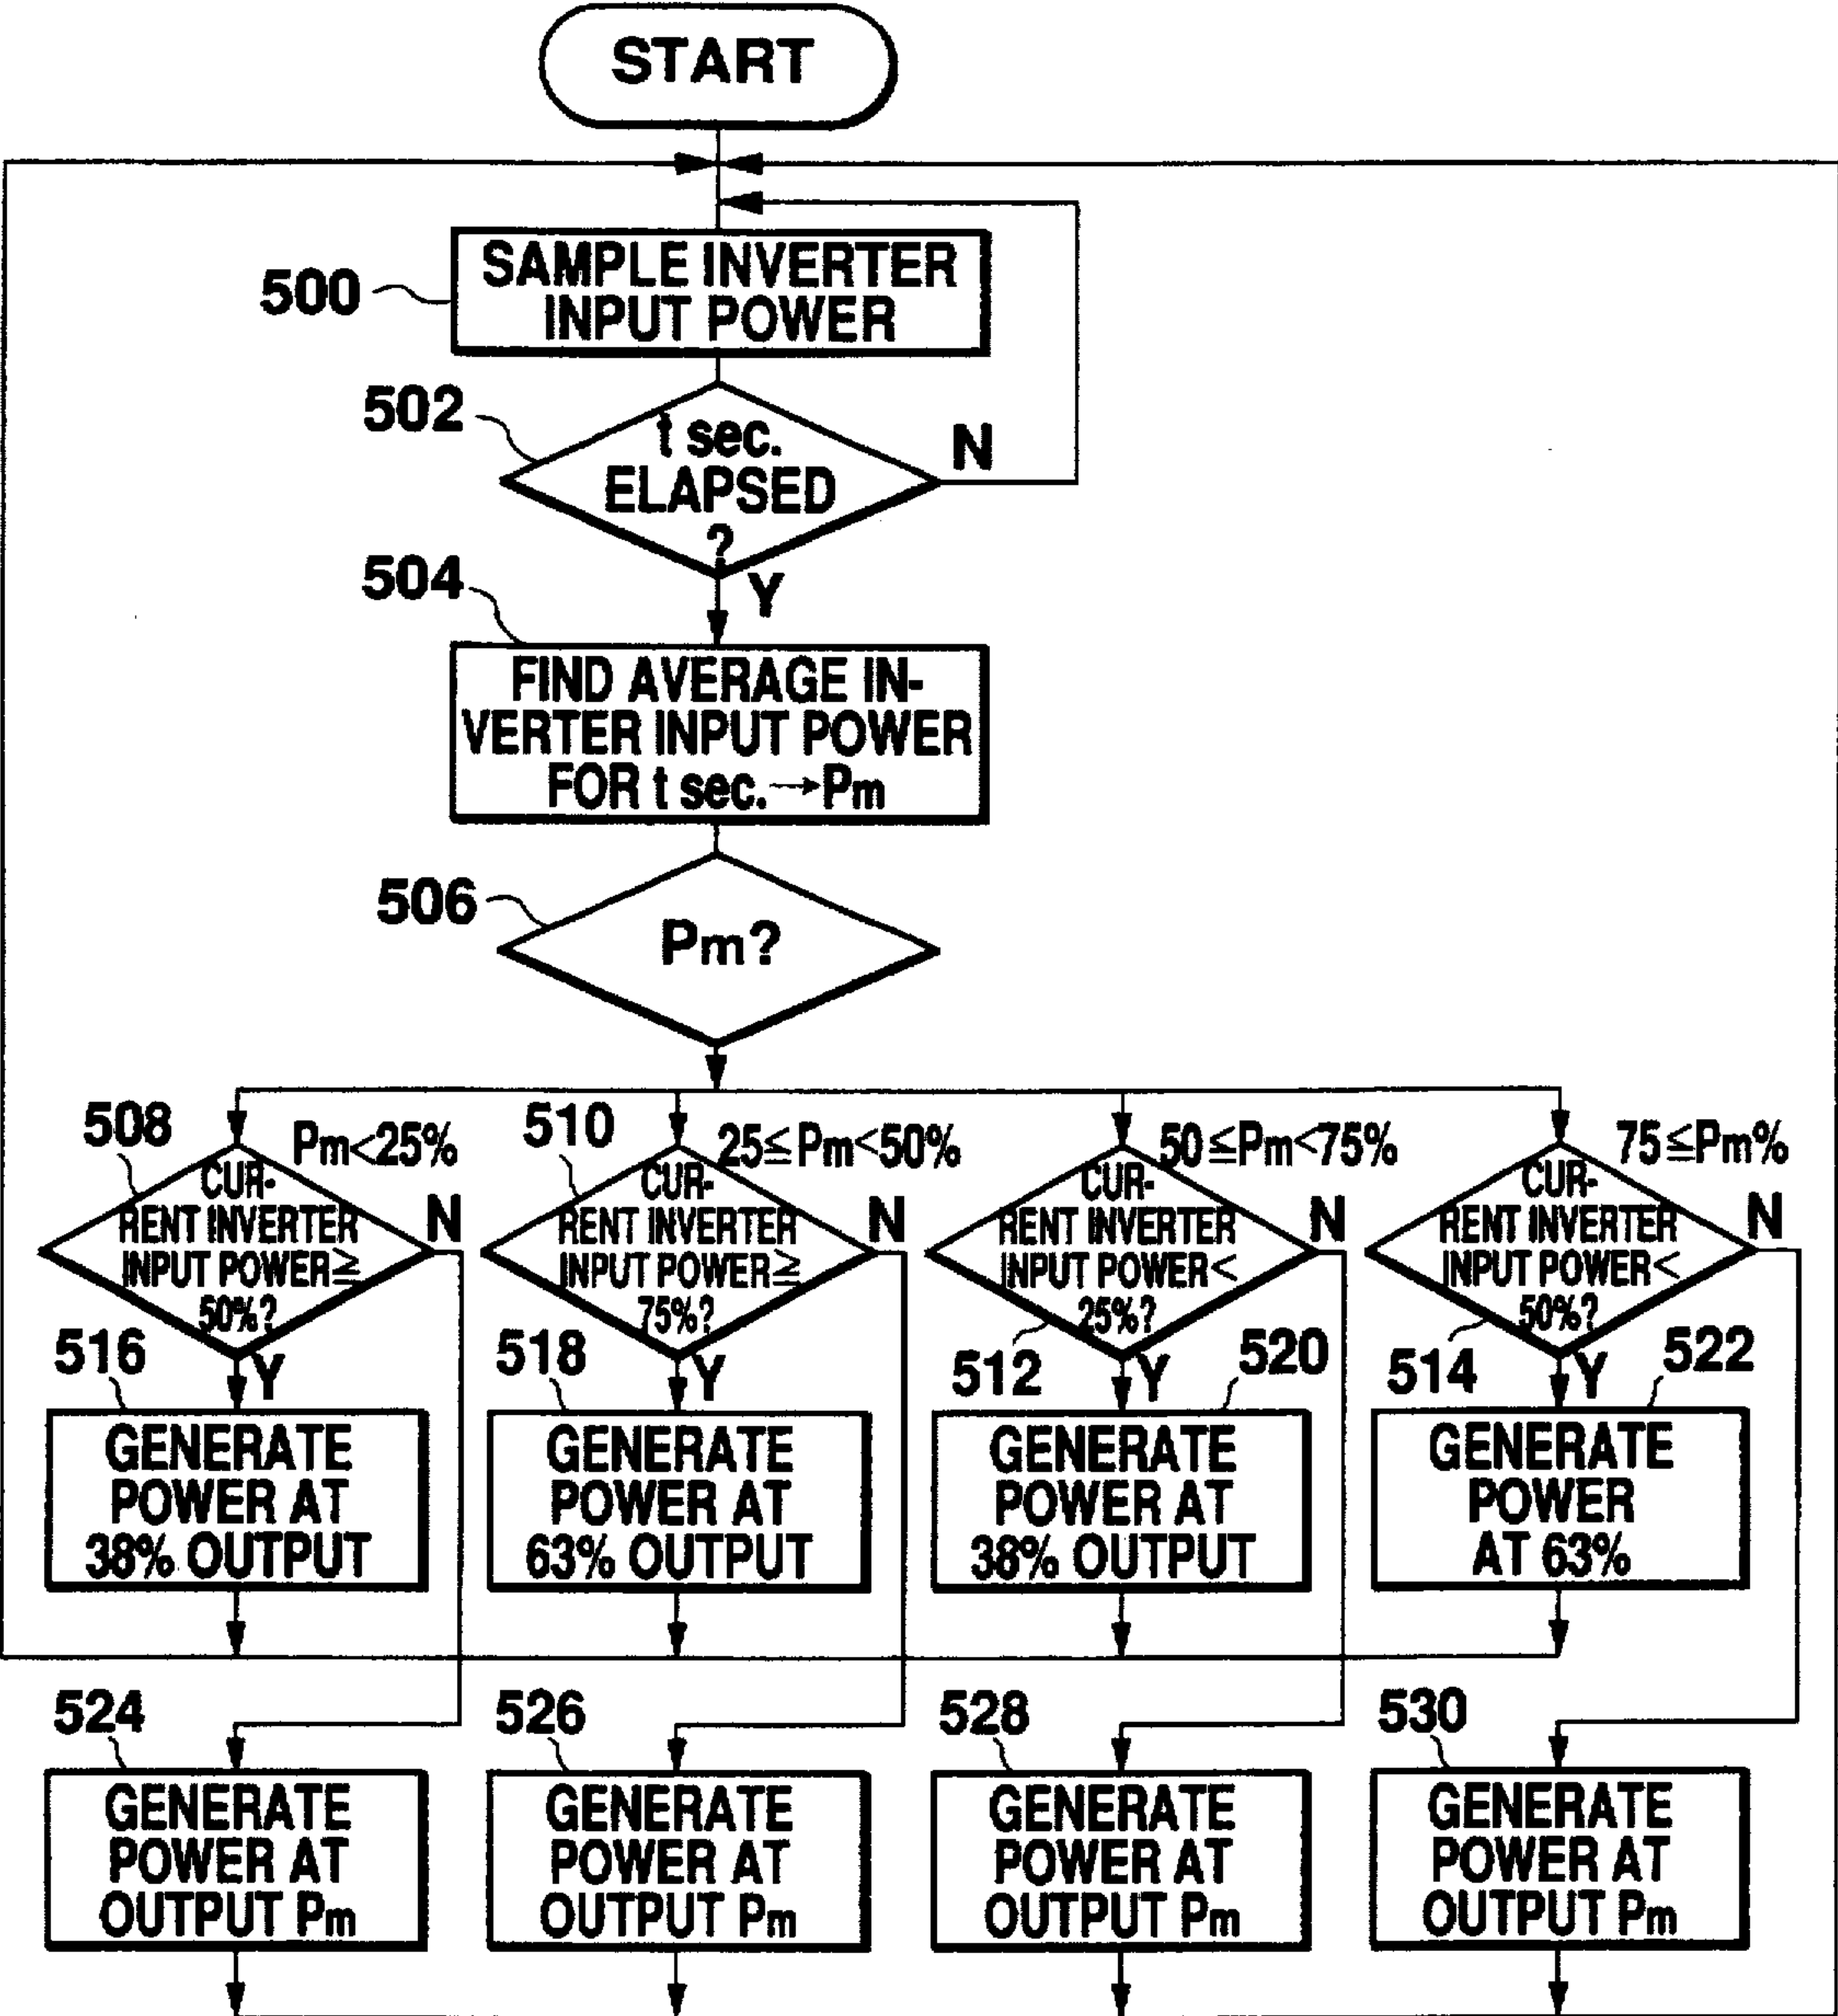 START
500
SAMPLE INVERTER
INPUT POWER
502
t sec.
ELAPSED
?
N
Y
504
FIND AVERAGE IN-
VERTER INPUT POWER
FOR t sec.→Pm
506
Pm?
508
Pm<25%
CUR-
RENT INVERTER
INPUT POWER≧
50%?
N
Y
510
25≦Pm<50%
CUR-
RENT INVERTER
INPUT POWER≧
75%?
N
Y
50≦Pm<75%
CUR-
RENT INVERTER
INPUT POWER<
25%?
N
512
Y
75≦Pm%
CUR-
RENT INVERTER
INPUT POWER<
50%?
N
514
Y
516
GENERATE
POWER AT
38% OUTPUT
518
GENERATE
POWER AT
63% OUTPUT
520
GENERATE
POWER AT
38% OUTPUT
522
GENERATE
POWER
AT 63%
524
GENERATE
POWER AT
OUTPUT Pm
526
GENERATE
POWER AT
OUTPUT Pm
528
GENERATE
POWER AT
OUTPUT Pm
530
GENERATE
POWER AT
OUTPUT Pm